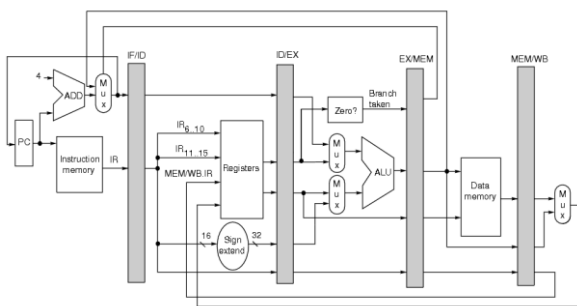 IF/ID
ID/EX
EX/MEM
MEM/WB
4
ADD
M
u
x
Branch
taken
Zero?
PC
Instruction
memory
IR
IR6..10
IR11..15
MEM/WB.IR
Registers
M
u
x
ALU
M
u
x
Data
memory
M
u
x
16
Sign
extend
32